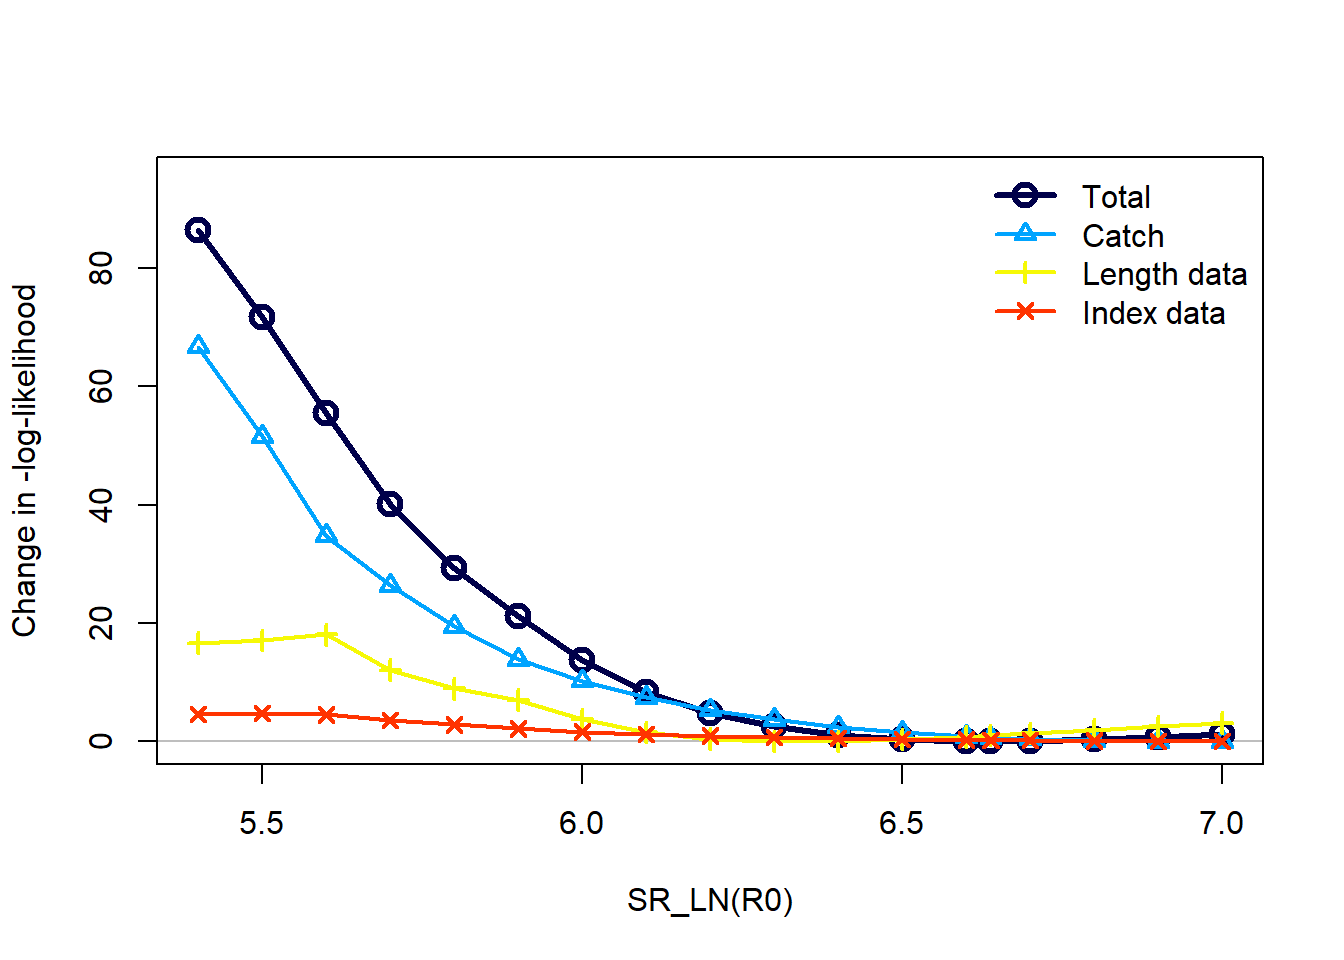 Total
Catch
Length data
Index data
Change in -log-likelihood
80
60
40
20
0
5.5 6.0 6.5 7.0
SR_LN(R0)